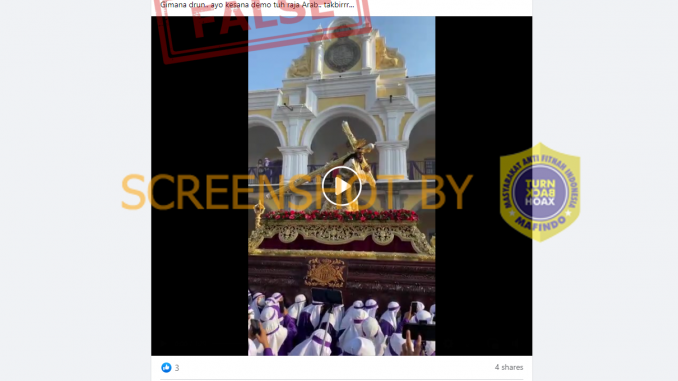 Gimana drun.. ayo kesana demo tuh raja Arab.. takbirrr...
FALSE
SCREENSHOT BY
MASYARAKAT ANTI FITNAH INDONESIA
TURN
BACK
HOAX
MAFINDO
3
4 shares